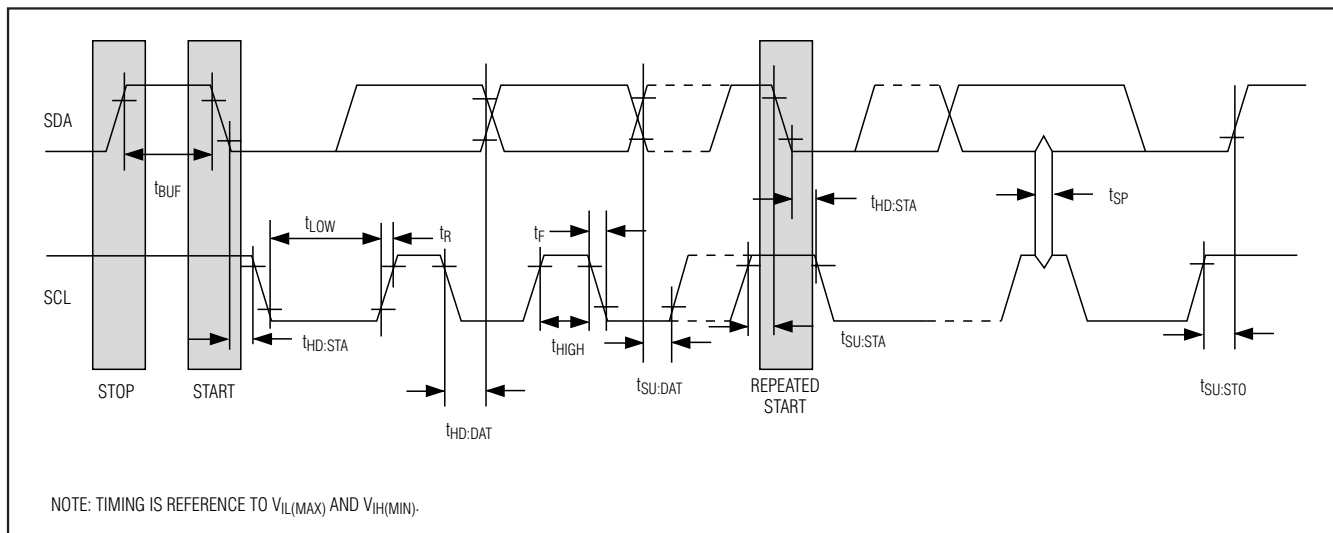 SDA
tBUF
tLOW
tR
tF
tHD:STA
tSP
SCL
tHD:STA
tHIGH
tSU:DAT
tSU:STA
tSU:STO
STOP
START
REPEATED
START
tHD:DAT
NOTE: TIMING IS REFERENCE TO VIL(MAX) AND VIH(MIN).